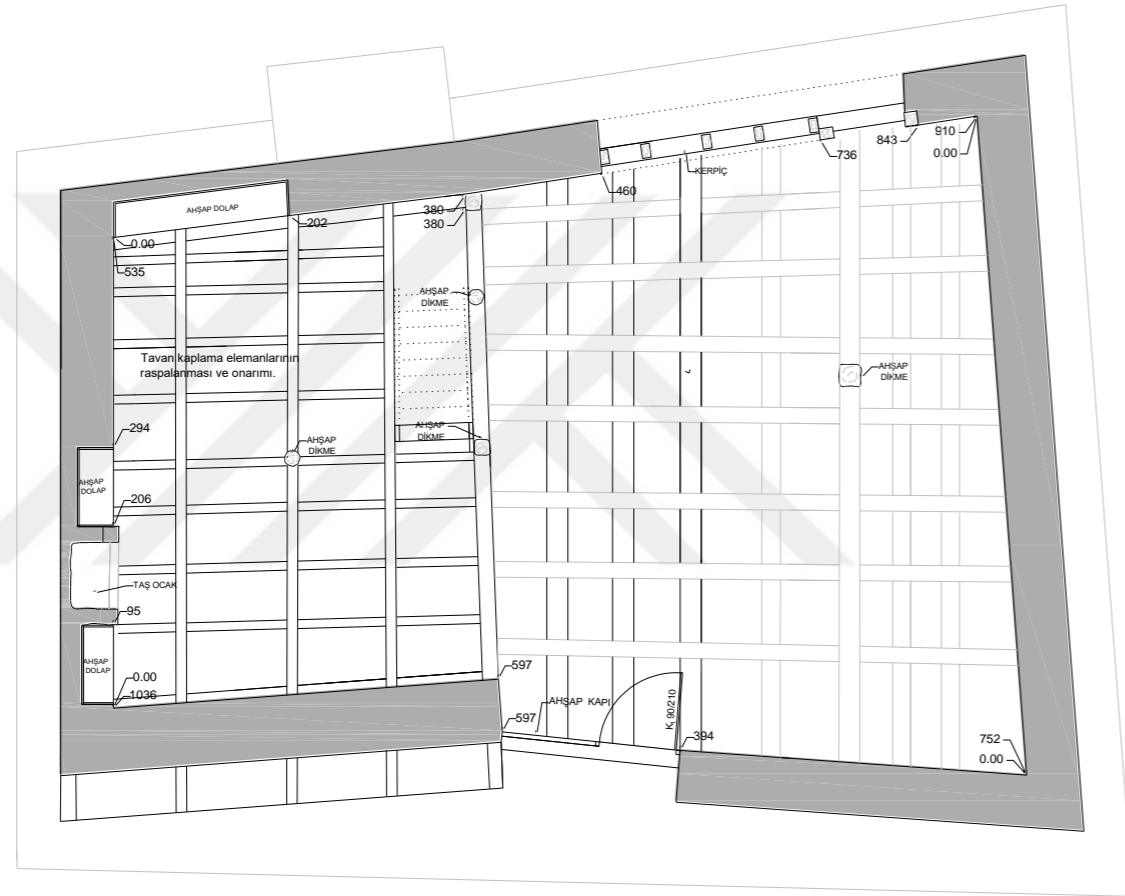 910
843
0.00
736
KERPİÇ
460
AHŞAP DOLAP
380
202
380
0.00
535
AHŞAP
DİKME
Tavan kaplama elemanlarının
raspalanması ve onarımı.
AHŞAP
DİKME
294
AHŞAP
DİKME
AHŞAP
DİKME
AHŞAP
DOLAP
206
TAŞ OCAK
95
AHŞAP
DOLAP
0.00
1036
597
AHŞAP KAPI
K₁ 90/210
597
394
752
0.00